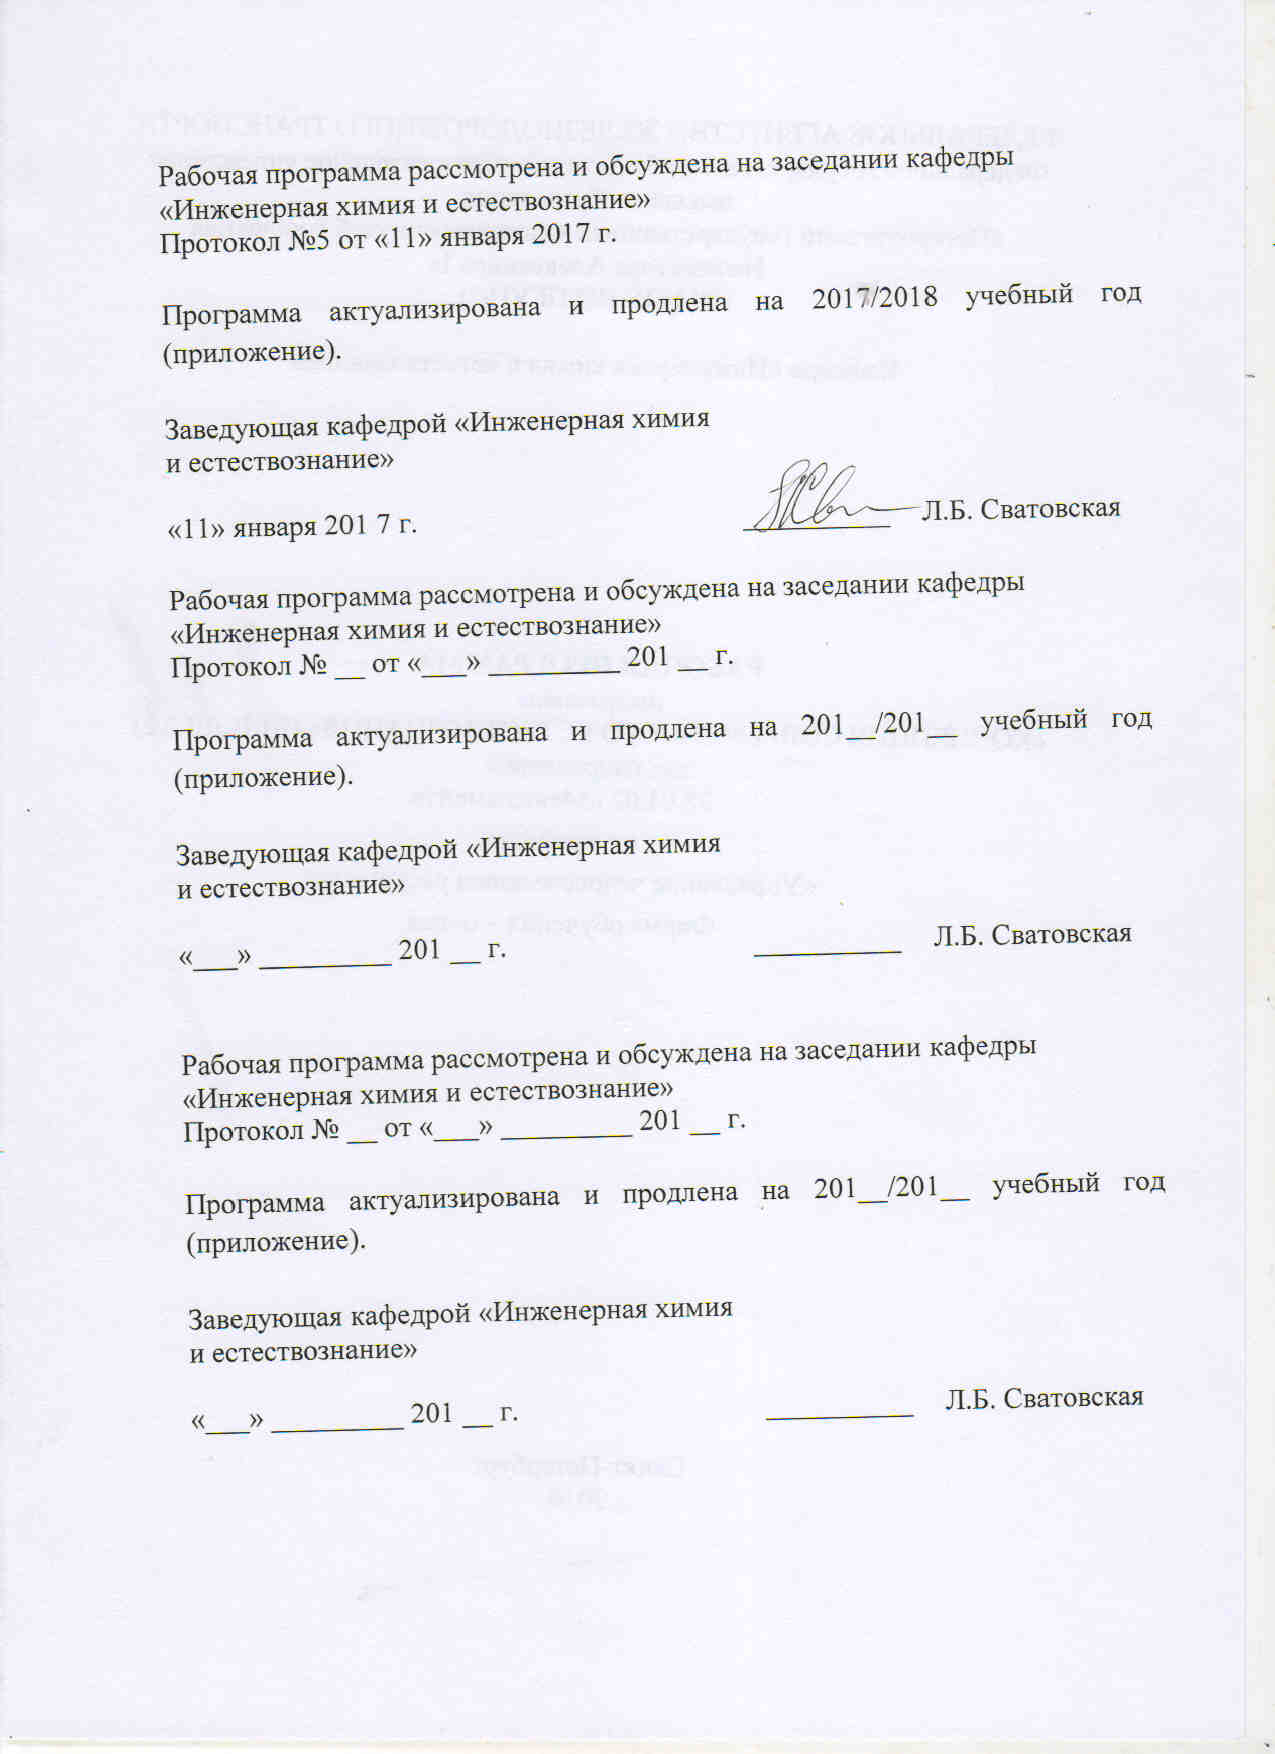 Рабочая программа рассмотрена и обсуждена на заседании кафедры
«Инженерная химия и естествознание»
Протокол №5 от «11» января 2017 г.
Программа актуализирована и продлена на 2017/2018 учебный год
(приложение).
Заведующая кафедрой «Инженерная химия
и естествознание»
«11» января 201 7 г. __________ Л.Б. Сватовская
Рабочая программа рассмотрена и обсуждена на заседании кафедры
«Инженерная химия и естествознание»
Протокол № __ от «___» _________ 201 __ г.
Программа актуализирована и продлена на 201__/201__ учебный год
(приложение).
Заведующая кафедрой «Инженерная химия
и естествознание»
«___» _________ 201 __ г. __________ Л.Б. Сватовская
Рабочая программа рассмотрена и обсуждена на заседании кафедры
«Инженерная химия и естествознание»
Протокол № __ от «___» _________ 201 __ г.
Программа актуализирована и продлена на 201__/201__ учебный год
(приложение).
Заведующая кафедрой «Инженерная химия
и естествознание»
«___» _________ 201 __ г. __________ Л.Б. Сватовская